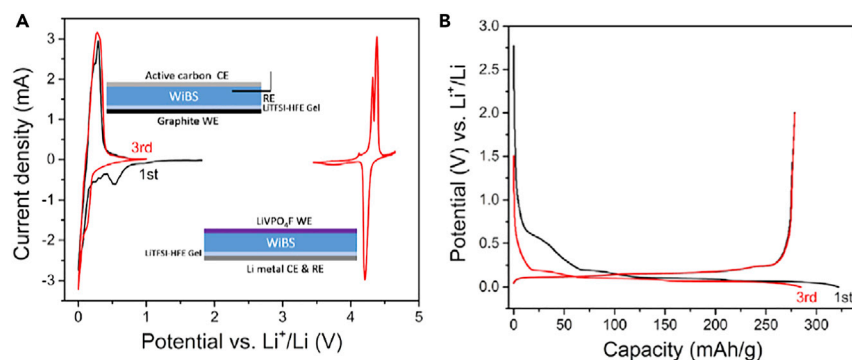 A
Current density (mA)
3
2
1
0
-1
-2
-3
0
1
2
3
4
5
Potential vs. Li⁺/Li (V)
Active carbon CE
WiBS
RE
LiTFSI-HFE Gel
Graphite WE
3rd
1st
LiVPO₄F WE
LiTFSI-HFE Gel
WiBS
Li metal CE & RE
B
Potential (V) vs. Li⁺/Li
3.0
2.5
2.0
1.5
1.0
0.5
0.0
3rd
1st
0
50
100
150
200
250
300
Capacity (mAh/g)